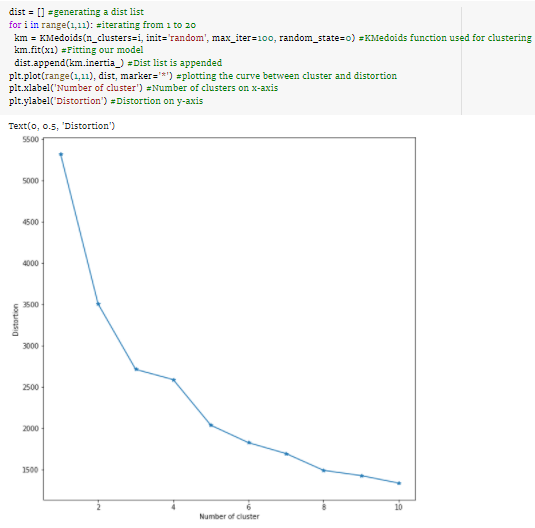 dist = [] #generating a dist list
for i in range(1,11): #iterating from 1 to 20
km = KMedoids(n_clusters=i, init='random', max_iter=100, random_state=0) #KMedoids function used for clustering
km.fit(x1) #Fitting our model
dist.append(km.inertia_) #Dist list is appended
plt.plot(range(1,11), dist, marker='*') #plotting the curve between cluster and distortion
plt.xlabel('Number of cluster') #Number of clusters on x-axis
plt.ylabel('Distortion') #Distortion on y-axis
Text(0, 0.5, 'Distortion')
5500
5000
4500
4000
3500
3000
2500
2000
1500
Distortion
2 4 6 8 10
Number of cluster